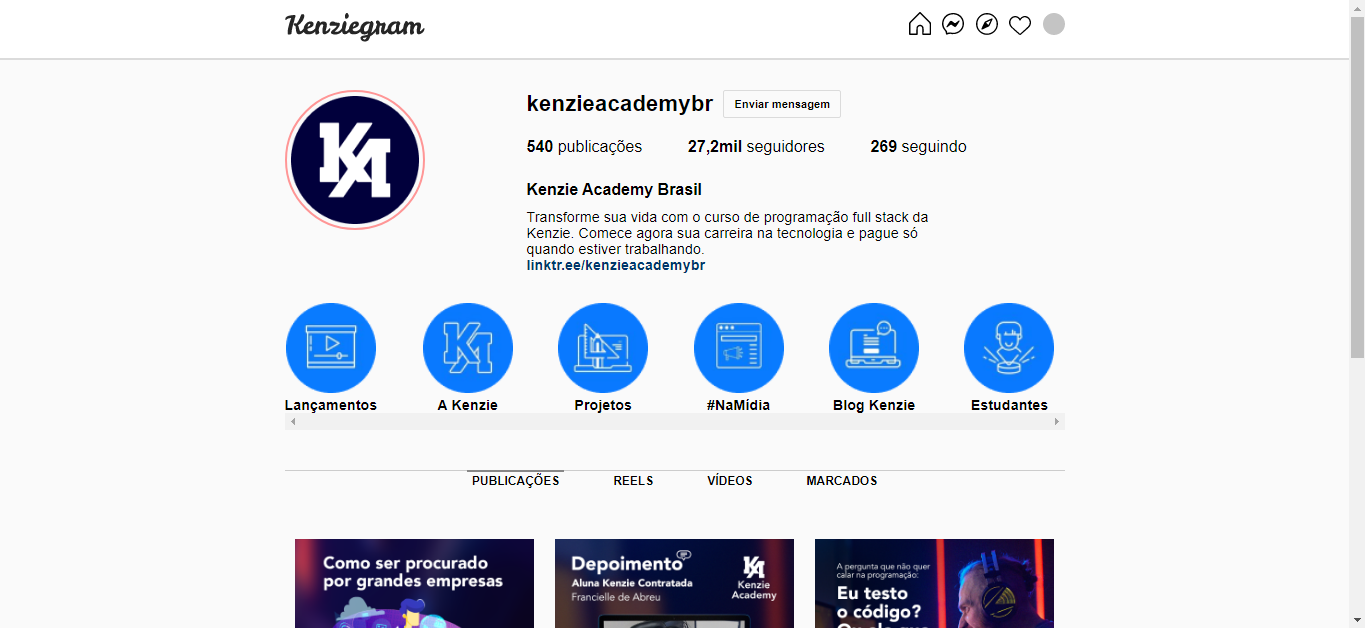 Kenziegram
kenzieacademybr
Enviar mensagem
540 publicações
27,2mil seguidores
269 seguindo
Kenzie Academy Brasil
Transforme sua vida com o curso de programação full stack da
Kenzie. Comece agora sua carreira na tecnologia e pague só
quando estiver trabalhando.
linktr.ee/kenzieacademybr
Lançamentos
A Kenzie
Projetos
#NaMídia
Blog Kenzie
Estudantes
PUBLICAÇÕES
REELS
VÍDEOS
MARCADOS
Como ser procurado
por grandes empresas
Depoimento
Aluna Kenzie Contratada
Francielle de Abreu
KA
Kenzie
Academy
A pergunta que não quer
calar na programação:
Eu testo
o código?